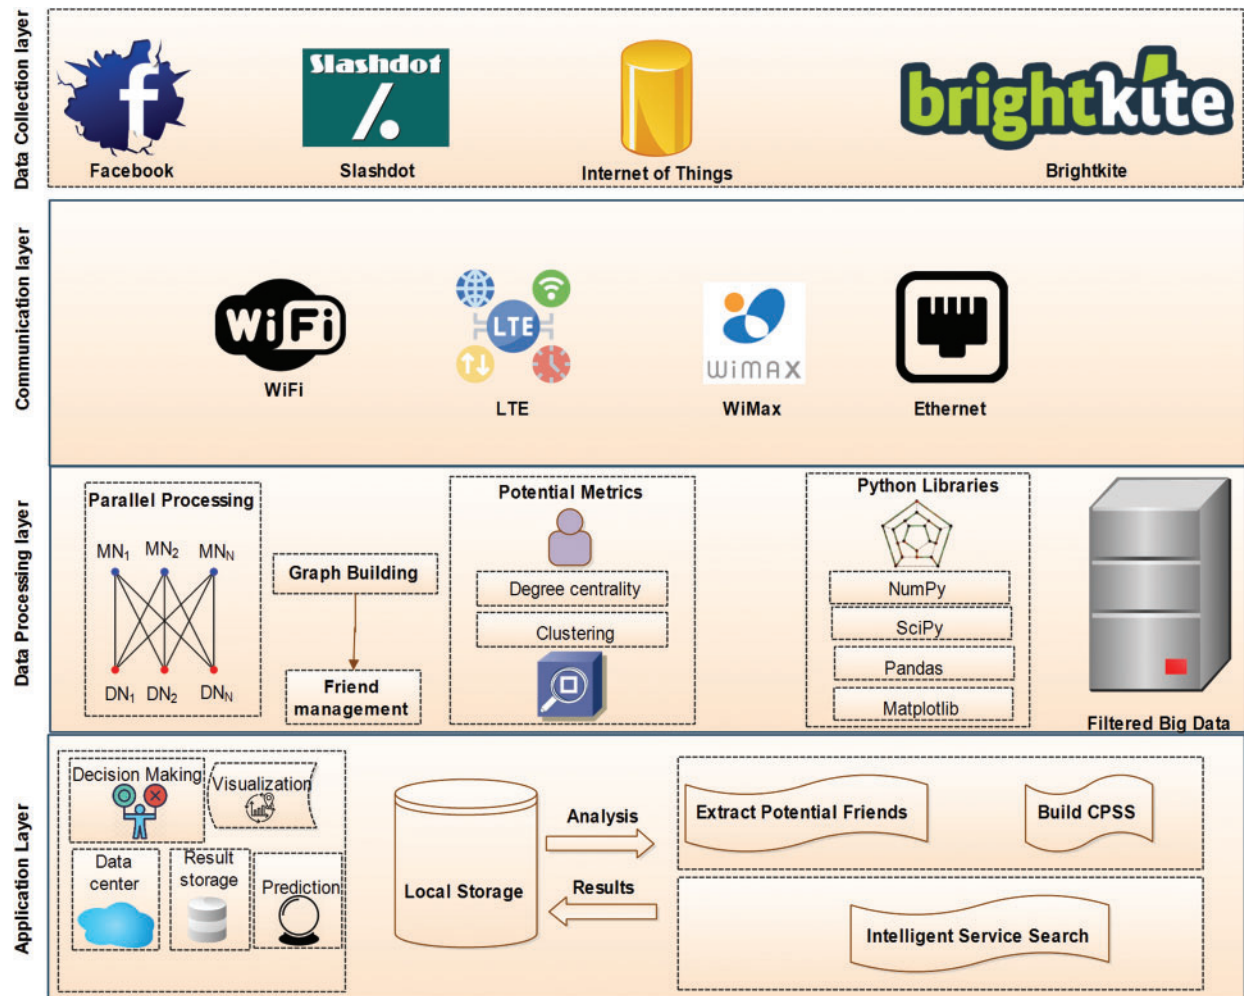 Data Collection layer
f
Slashdot
brightkite
Facebook
Slashdot
Internet of Things
Brightkite
Communication layer
WiFi
LTE
WiMAX
WiFi
LTE
WiMax
Ethernet
Data Processing layer
Parallel Processing
MN1 MN2 MNN
DN1 DN2 DNN
Graph Building
Friend
management
Potential Metrics
Degree centrality
Clustering
Python Libraries
NumPy
SciPy
Pandas
Matplotlib
Filtered Big Data
Application Layer
Decision Making
Visualization
Data
center
Result
storage
Prediction
Local Storage
Analysis
Results
Extract Potential Friends
Build CPSS
Intelligent Service Search